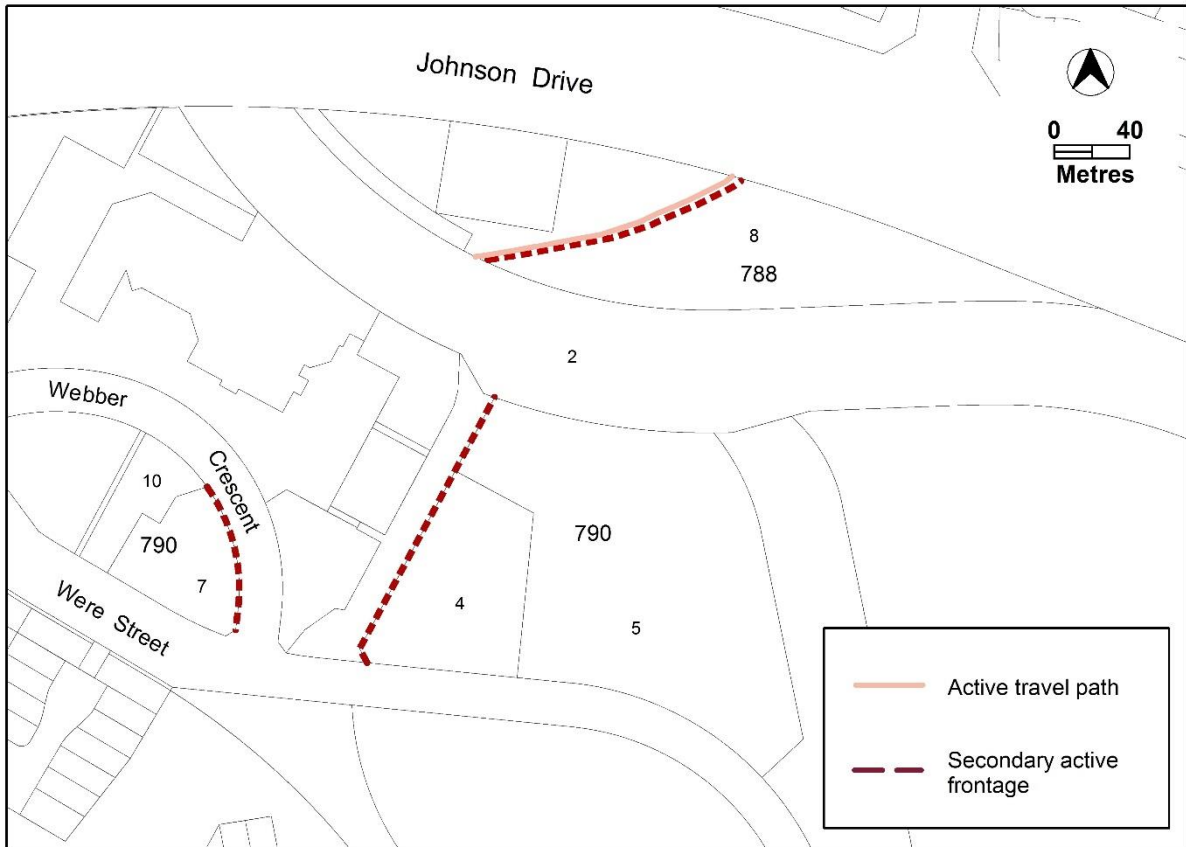 Johnson Drive
0 40
Metres
8
788
2
Webber
Crescent
10
790
7
790
4
5
Were Street
Active travel path
Secondary active
frontage